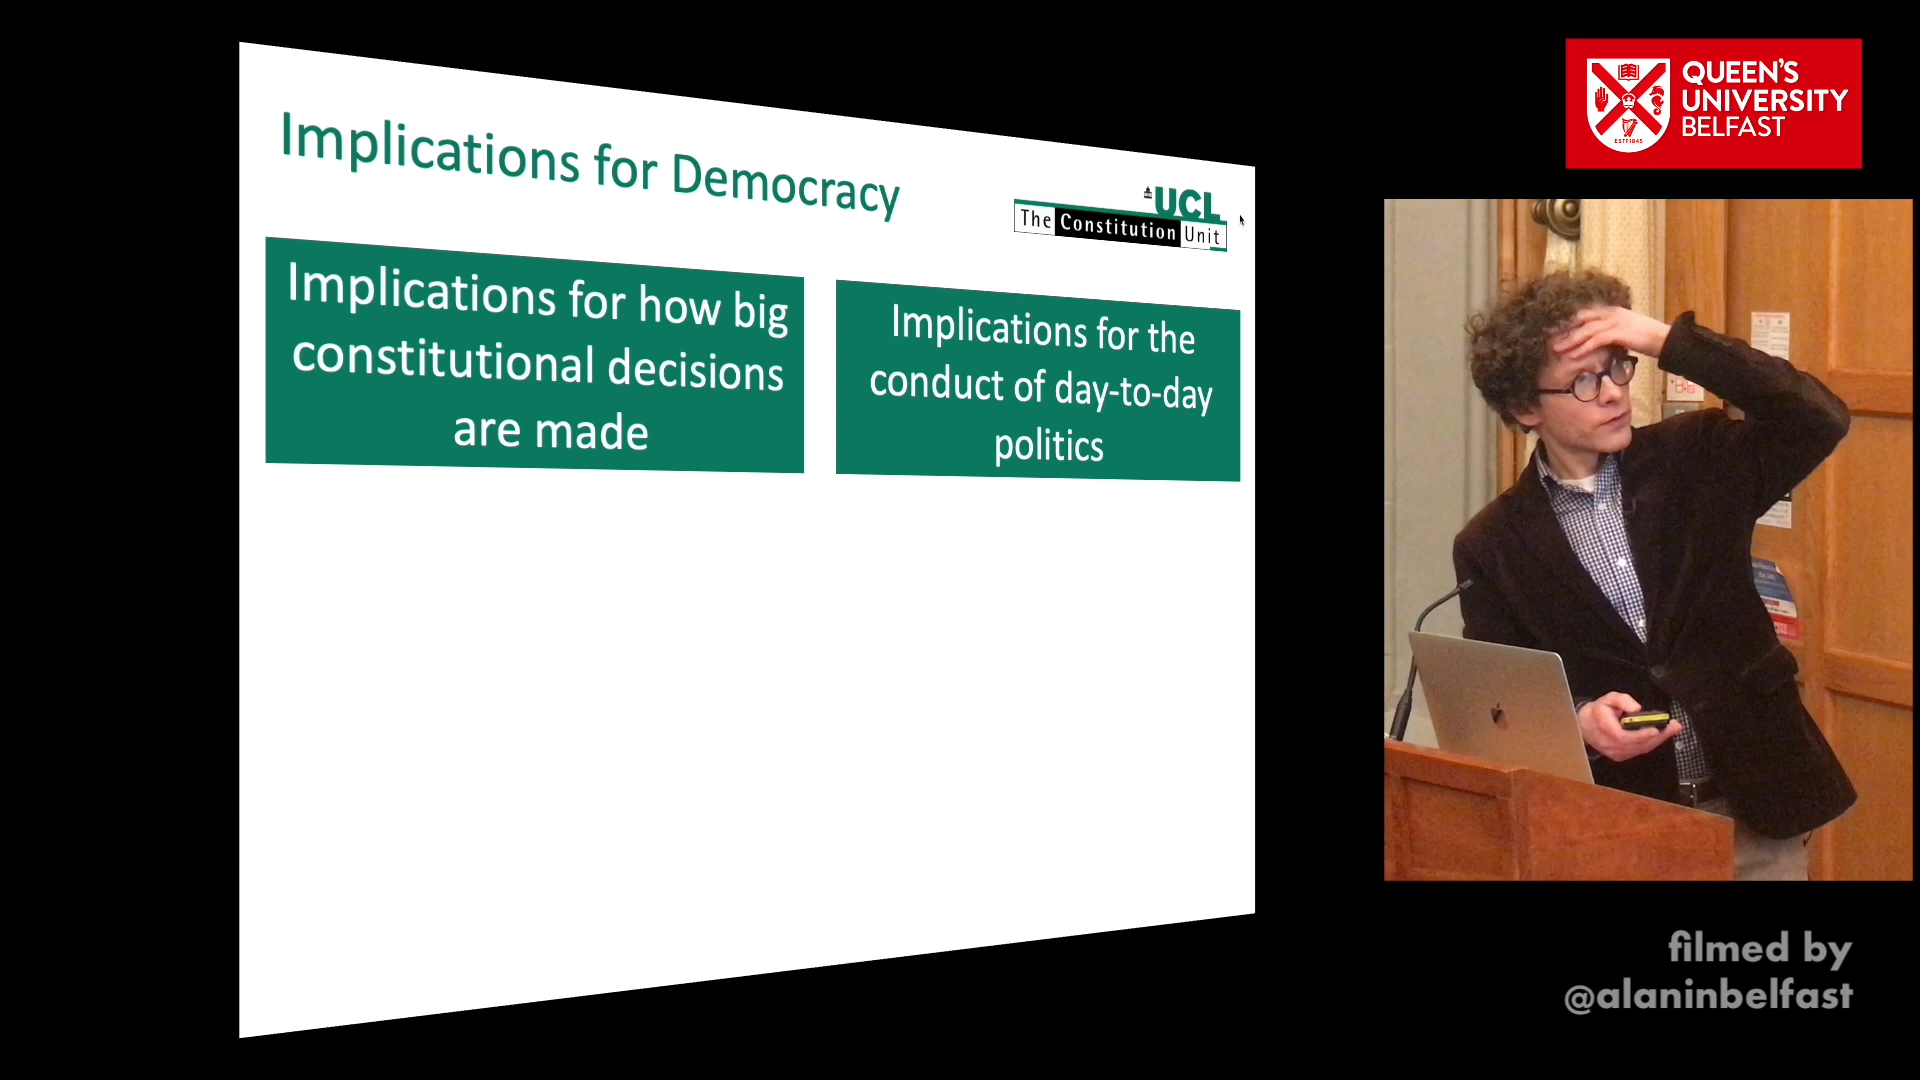 Implications for Democracy
UCL
The Constitution Unit
Implications for how big
constitutional decisions
are made
Implications for the
conduct of day-to-day
politics
QUEEN'S
UNIVERSITY
BELFAST
ESTD1845
filmed by
@alaninbelfast